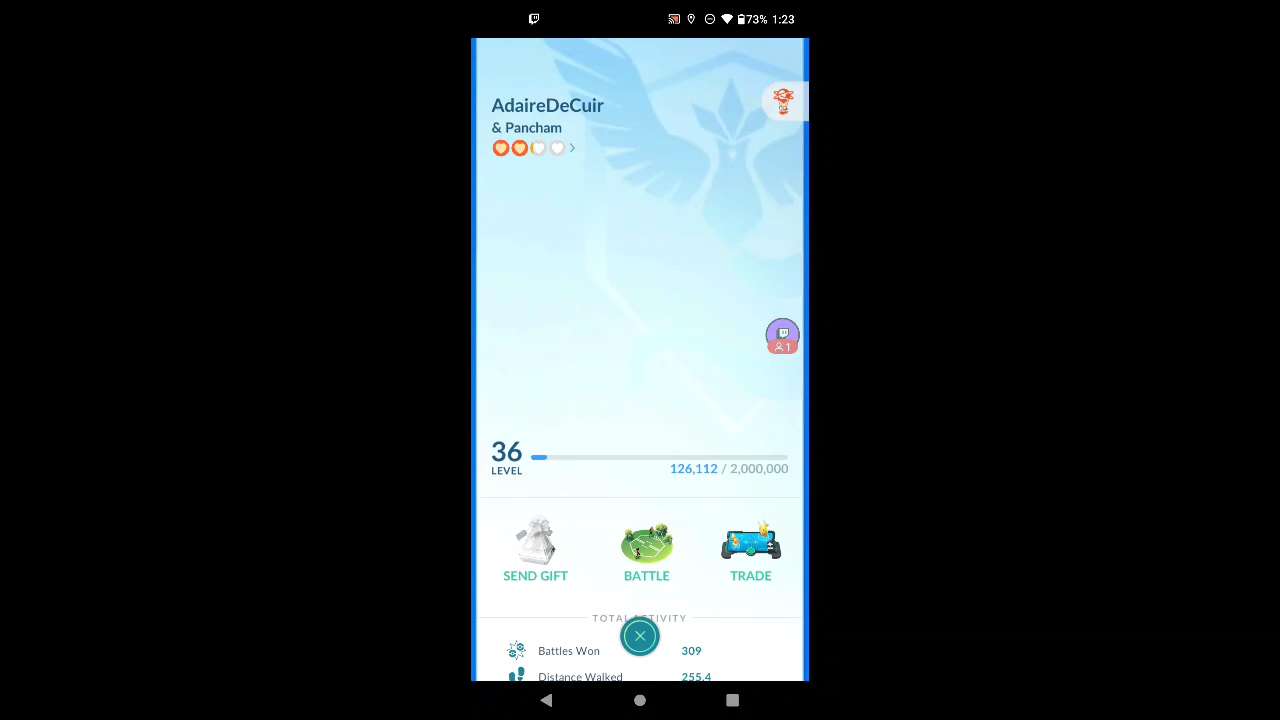 73% 1:23
AdaireDeCuir
& Pancham
1
36
LEVEL
126,112 / 2,000,000
SEND GIFT
BATTLE
TRADE
TOTAL ACTIVITY
Battles Won 309
Distance Walked 255.4